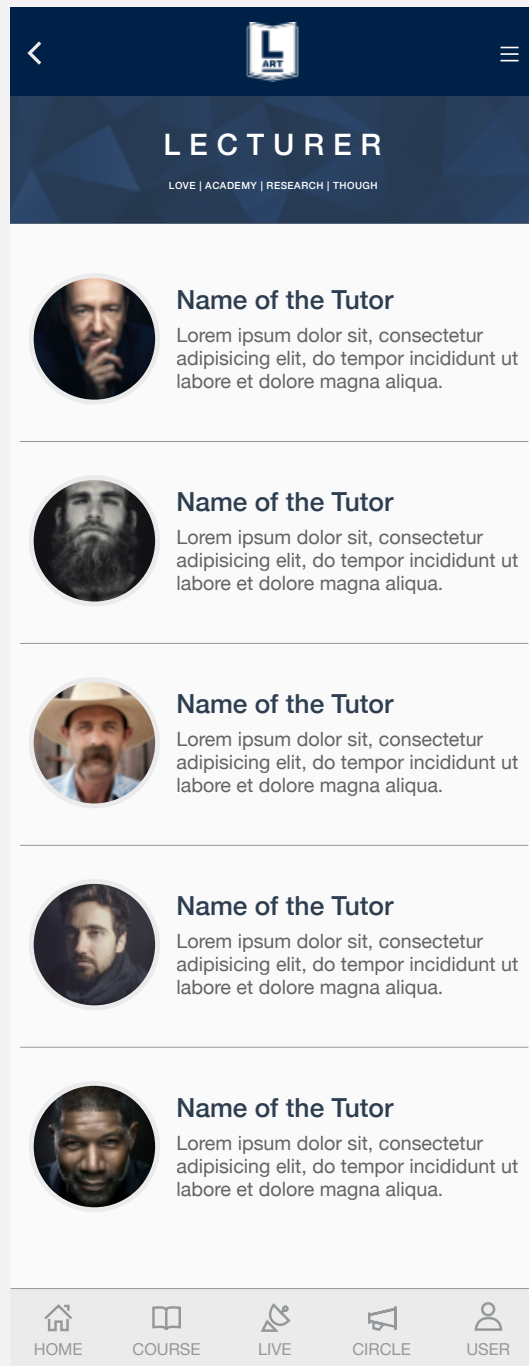 L
ART
LECTURER
LOVE | ACADEMY | RESEARCH | THOUGH
Name of the Tutor
Lorem ipsum dolor sit, consectetur
adipisicing elit, do tempor incididunt ut
labore et dolore magna aliqua.
Name of the Tutor
Lorem ipsum dolor sit, consectetur
adipisicing elit, do tempor incididunt ut
labore et dolore magna aliqua.
Name of the Tutor
Lorem ipsum dolor sit, consectetur
adipisicing elit, do tempor incididunt ut
labore et dolore magna aliqua.
Name of the Tutor
Lorem ipsum dolor sit, consectetur
adipisicing elit, do tempor incididunt ut
labore et dolore magna aliqua.
Name of the Tutor
Lorem ipsum dolor sit, consectetur
adipisicing elit, do tempor incididunt ut
labore et dolore magna aliqua.
HOME COURSE LIVE CIRCLE USER